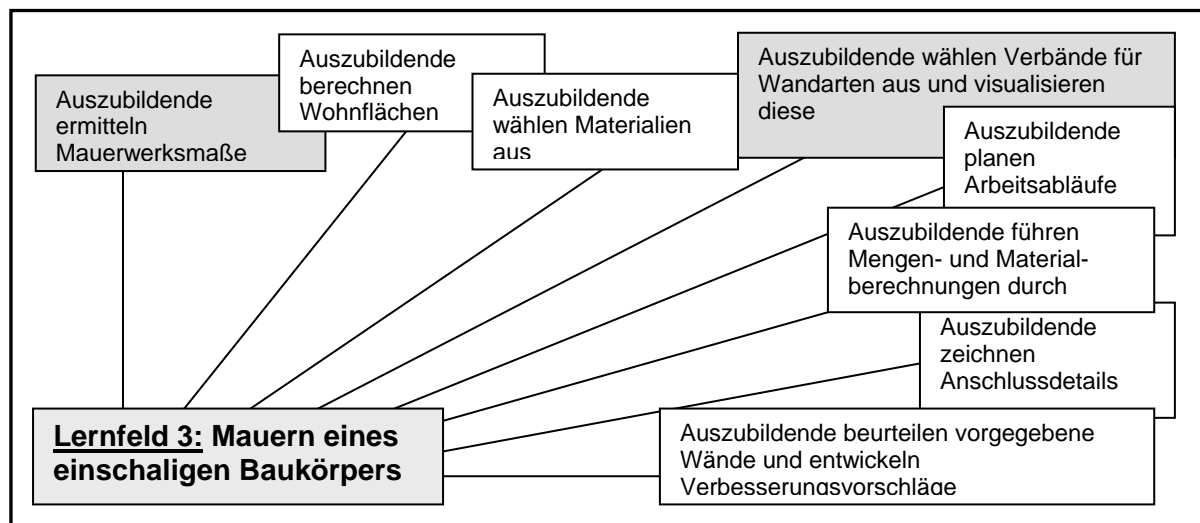 Auszubildende
ermitteln
Mauerwerksmaße
Auszubildende
berechnen
Wohnflächen
Auszubildende
wählen Materialien
aus
Auszubildende wählen Verbände für
Wandarten aus und visualisieren
diese
Auszubildende
planen
Arbeitsabläufe
Auszubildende führen
Mengen- und Material-
berechnungen durch
Auszubildende
zeichnen
Anschlussdetails
Auszubildende beurteilen vorgegebene
Wände und entwickeln
Verbesserungsvorschläge
Lernfeld 3: Mauern eines
einschaligen Baukörpers